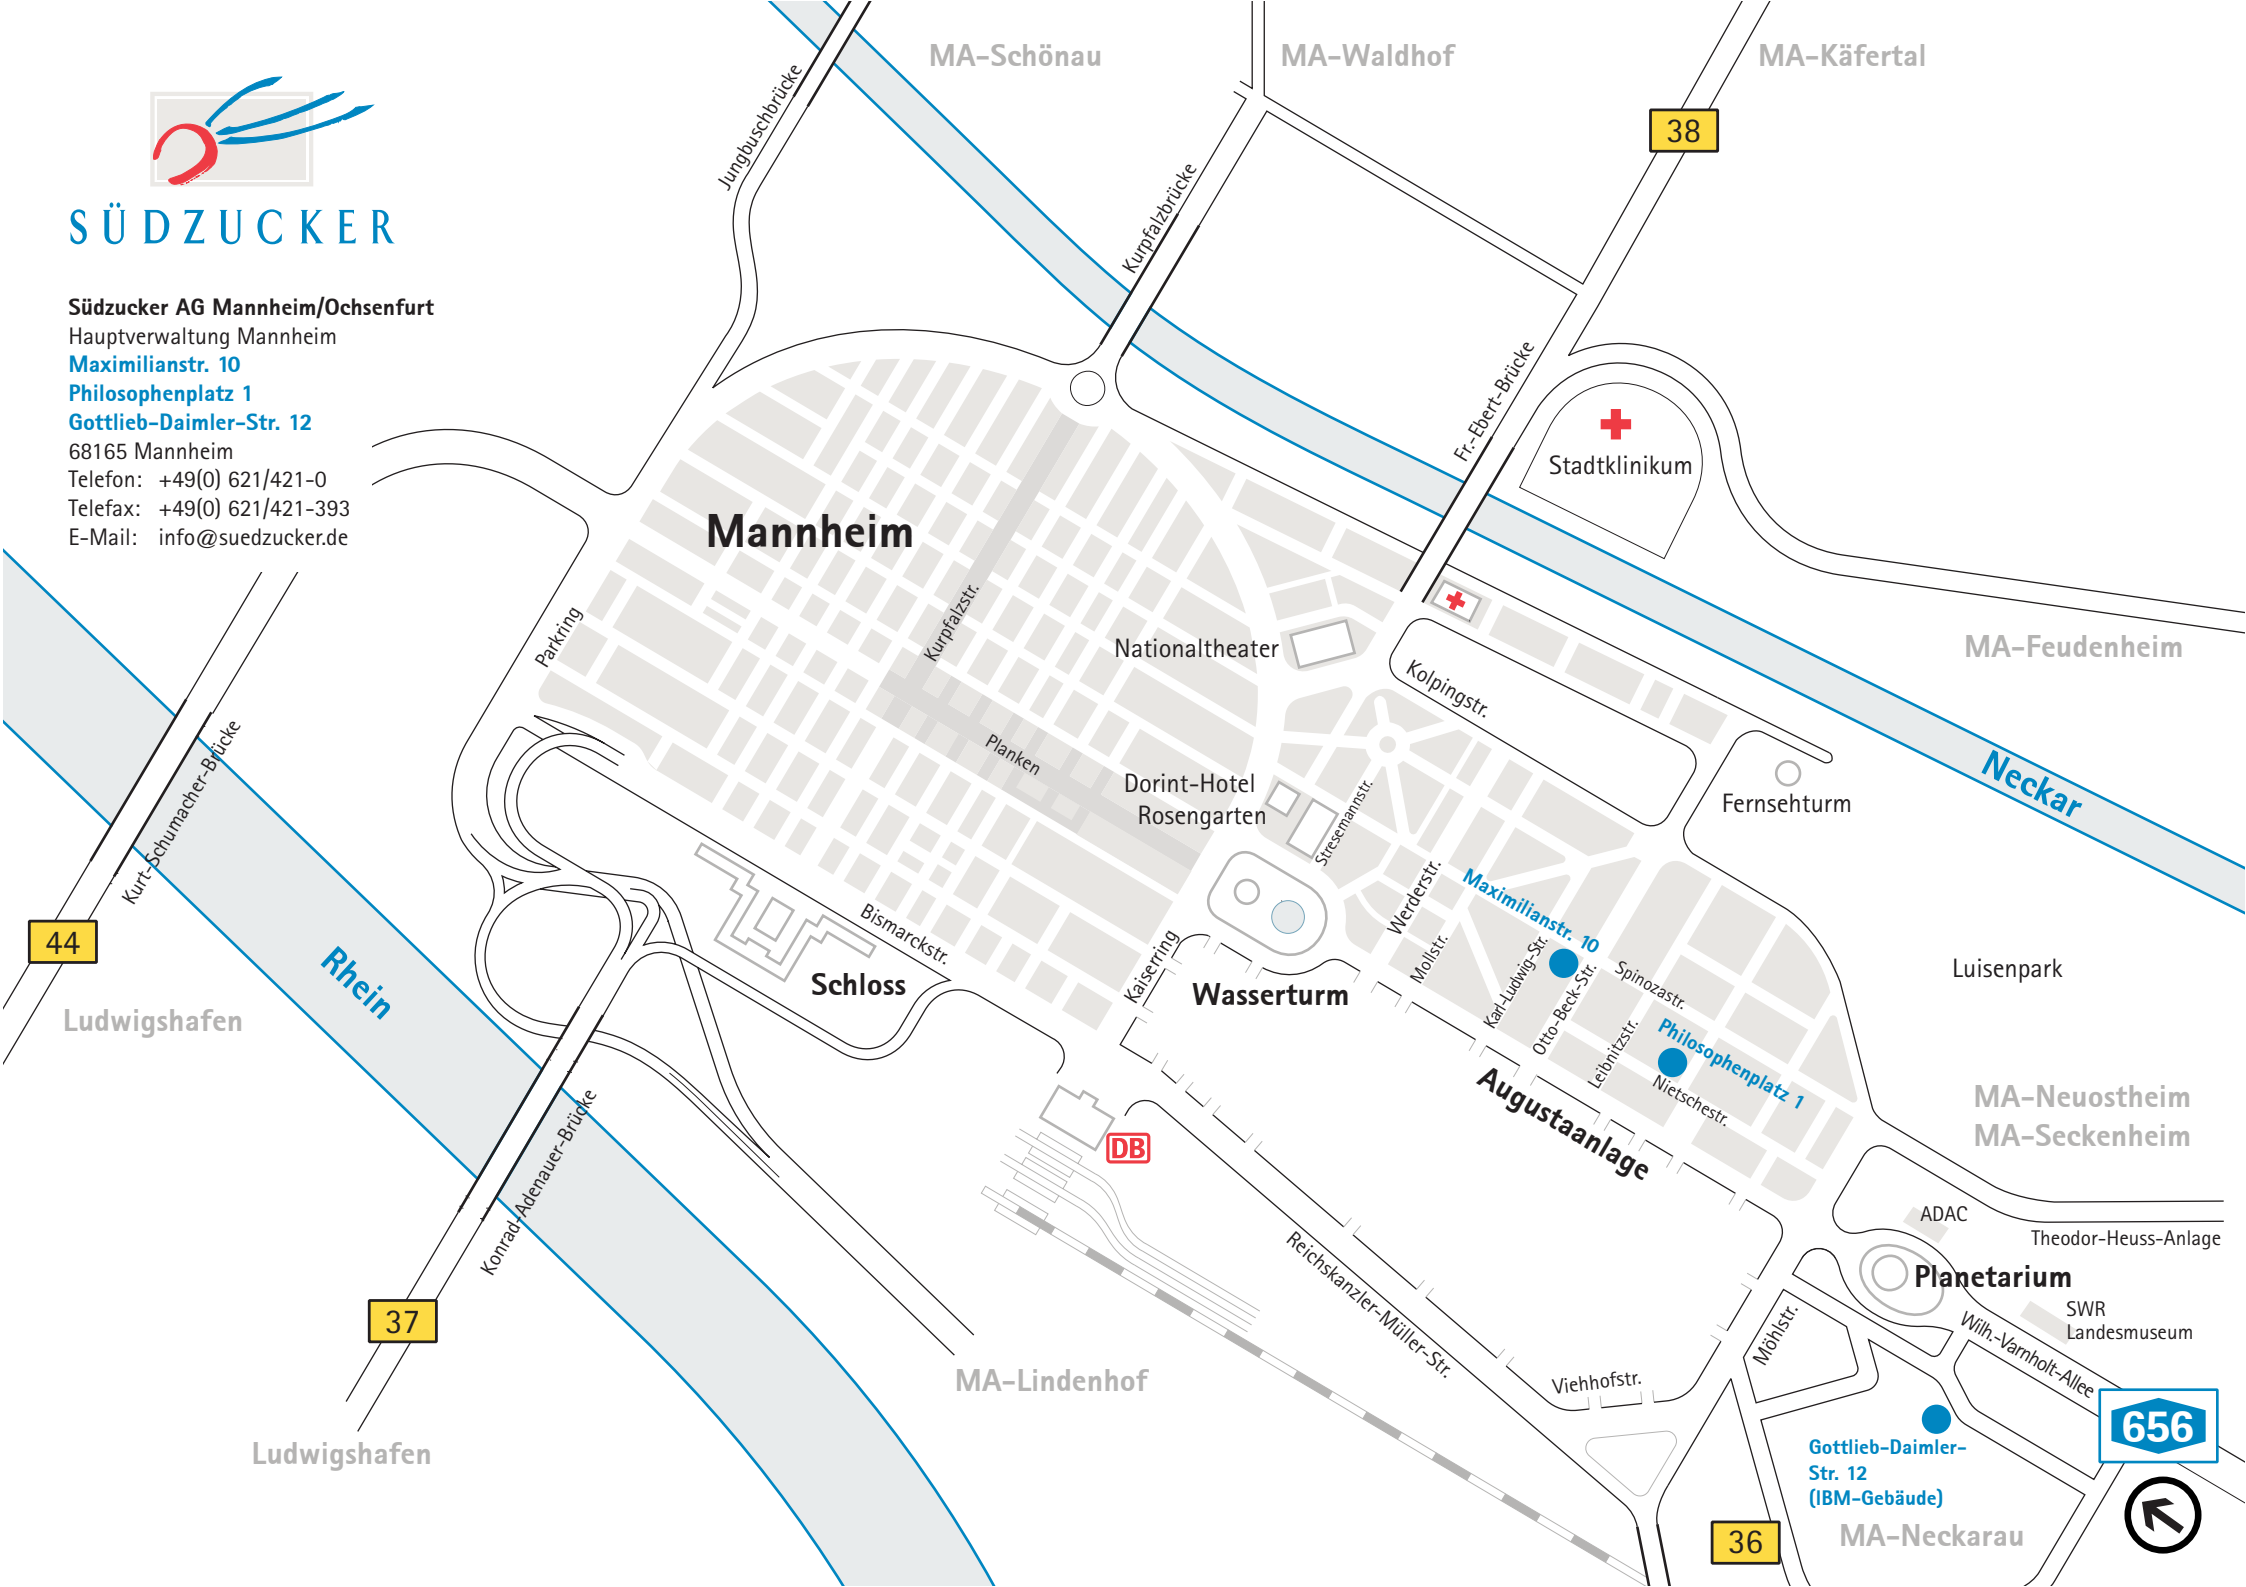 SÜDZUCKER
Südzucker AG Mannheim/Ochsenfurt
Hauptverwaltung Mannheim
Maximilianstr. 10
Philosophenplatz 1
Gottlieb-Daimler-Str. 12
68165 Mannheim
Telefon: +49(0) 621/421-0
Telefax: +49(0) 621/421-393
E-Mail: info@suedzucker.de
MA-Schönau
MA-Waldhof
MA-Käfertal
38
Jungbuschbrücke
Kurpfalzbrücke
Fr.-Ebert-Brücke
Stadtklinikum
Mannheim
Parkring
Kurpfalzstr.
Nationaltheater
Kolpingstr.
MA-Feudenheim
Neckar
Planken
Dorint-Hotel
Rosengarten
Stresemannstr.
Fernsehturm
Kurt-Schumacher-Brücke
44
Rhein
Ludwigshafen
Bismarckstr.
Schloss
Kaiserring
Wasserturm
Werderstr.
Mollstr.
Maximilianstr. 10
Karl-Ludwig-Str.
Otto-Beck-Str.
Spinozastr.
Leibnitzstr.
Philosophenplatz 1
Nietschestr.
Augustaanlage
Luisenpark
MA-Neuostheim
MA-Seckenheim
DB
Konrad-Adenauer-Brücke
37
Ludwigshafen
MA-Lindenhof
Reichskanzler-Müller-Str.
Viehhofstr.
Möhlstr.
ADAC
Theodor-Heuss-Anlage
Planetarium
SWR
Landesmuseum
Wilh.-Varnholt-Allee
656
Gottlieb-Daimler-
Str. 12
(IBM-Gebäude)
36
MA-Neckarau